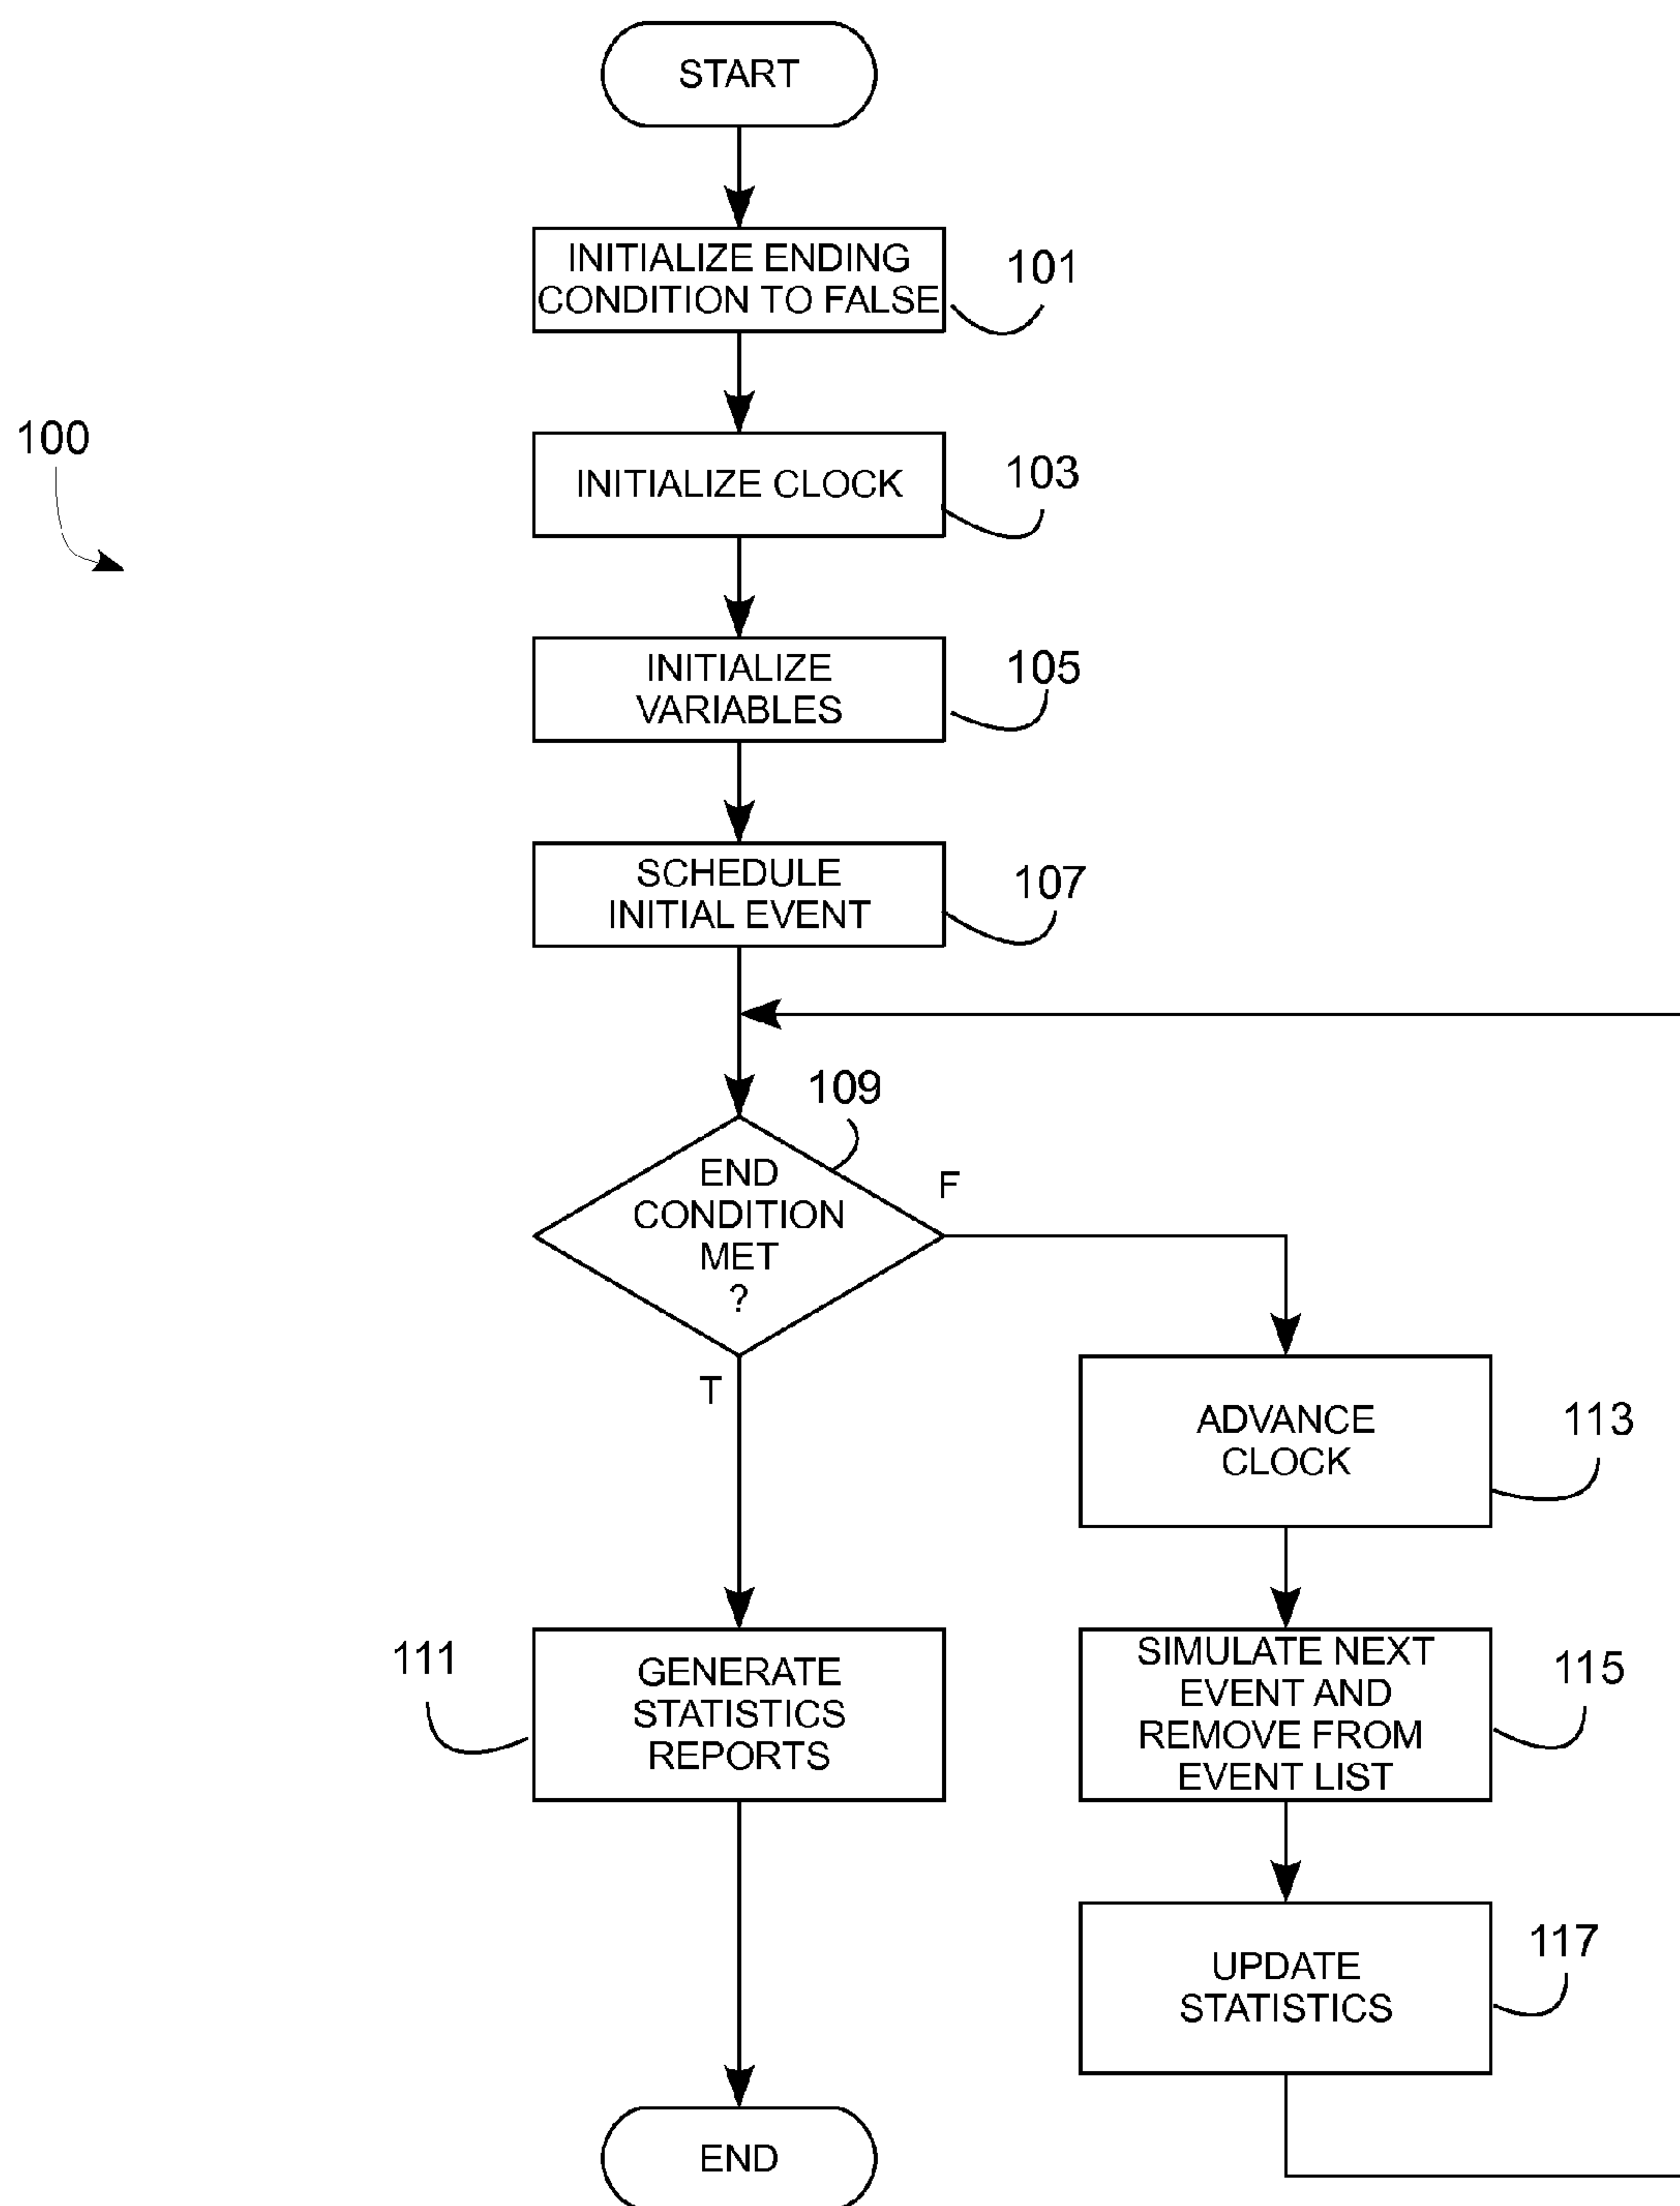 START
INITIALIZE ENDING
CONDITION TO FALSE
101
100
INITIALIZE CLOCK
103
INITIALIZE
VARIABLES
105
SCHEDULE
INITIAL EVENT
107
109
END
CONDITION
MET
?
F
T
ADVANCE
CLOCK
113
111
GENERATE
STATISTICS
REPORTS
SIMULATE NEXT
EVENT AND
REMOVE FROM
EVENT LIST
115
UPDATE
STATISTICS
117
END